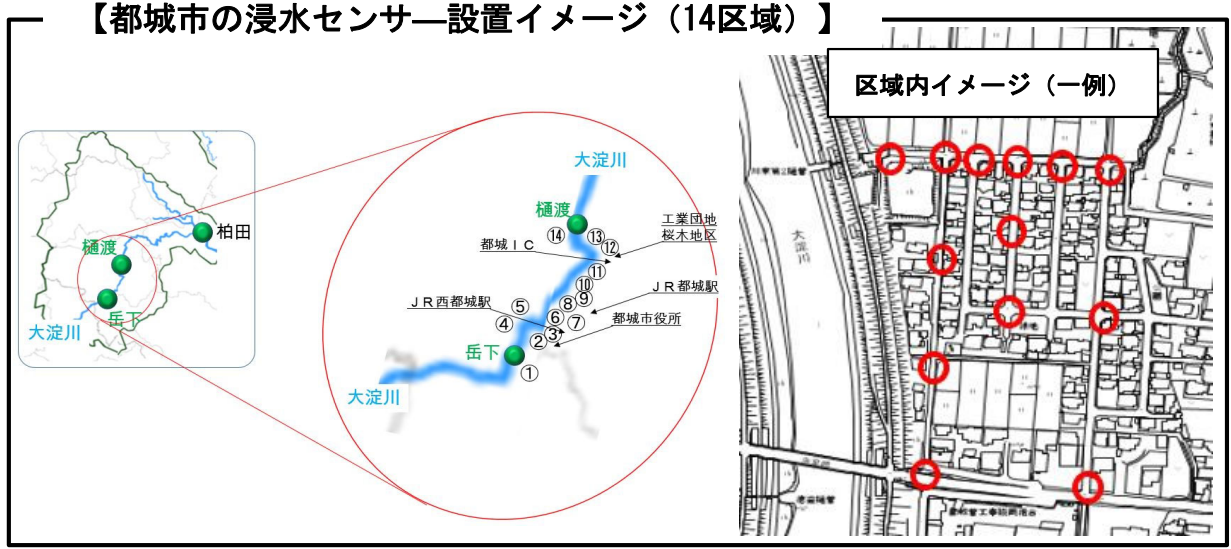 【都城市の浸水センサ―設置イメージ（14区域）】
区域内イメージ（一例）
柏田
樋渡
岳下
大淀川
大淀川
樋渡
⑭
⑬
⑫
工業団地
桜木地区
都城ＩＣ
⑪
⑩
⑨
⑧
ＪＲ都城駅
ＪＲ西都城駅
⑤
④
⑥
⑦
都城市役所
③
②
岳下
①
大淀川
大淀川